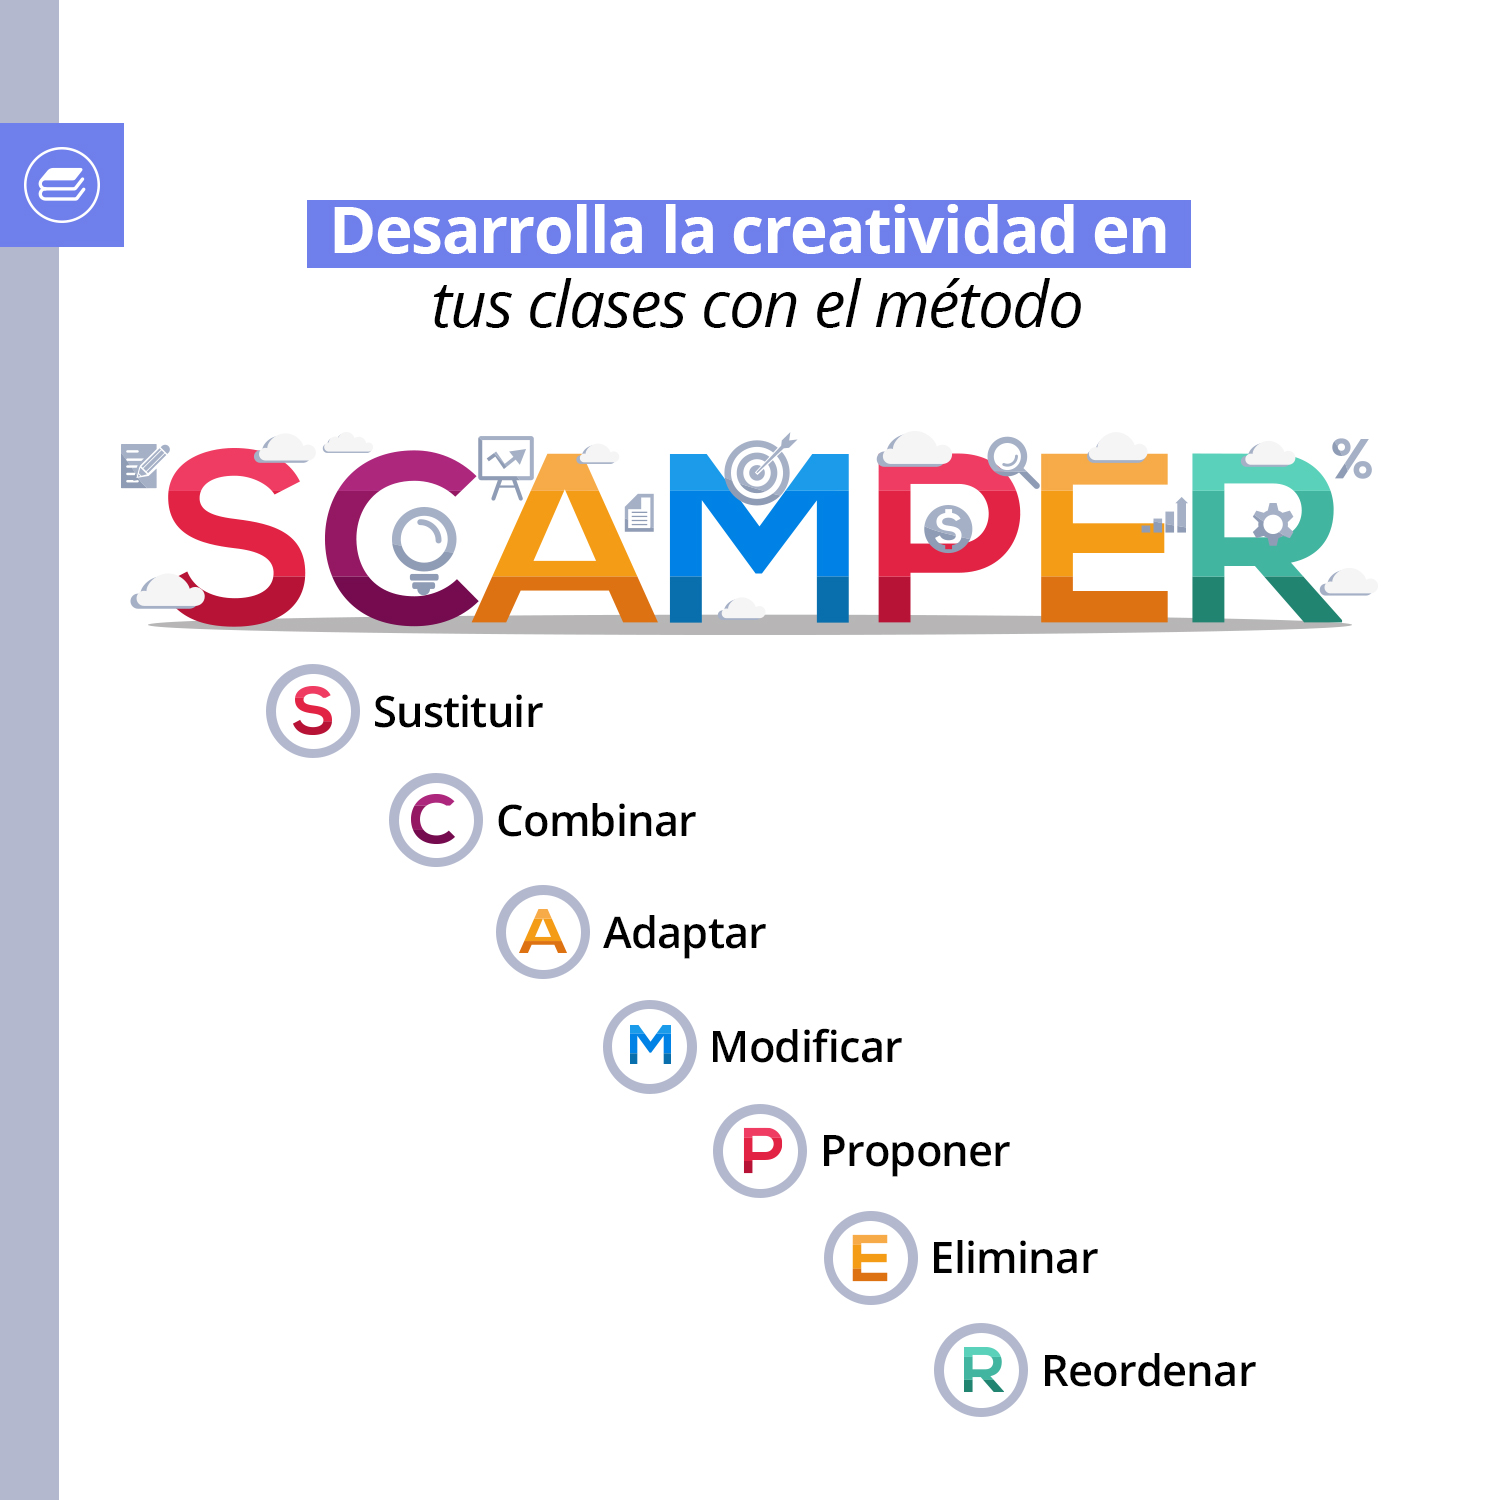 Desarrolla la creatividad en
tus clases con el método
SCAMPER
S Sustituir
C Combinar
A Adaptar
M Modificar
P Proponer
E Eliminar
R Reordenar